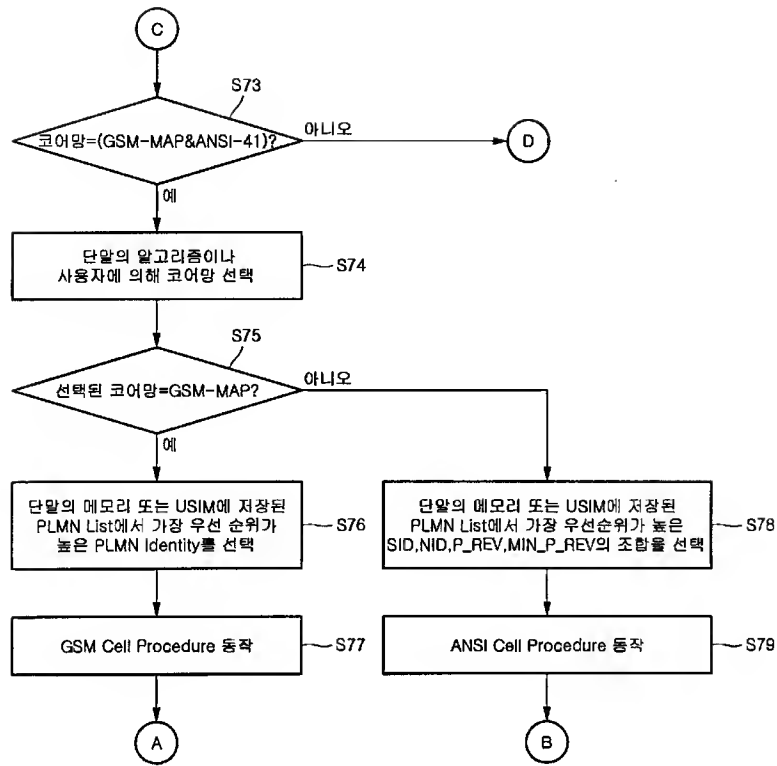 C
S73
코어망=(GSM-MAP&ANSI-41)?
아니오
D
예
단말의 알고리즘이나
사용자에 의해 코어망 선택
S74
S75
선택된 코어망=GSM-MAP?
아니오
예
단말의 메모리 또는 USIM에 저장된
PLMN List에서 가장 우선 순위가
높은 PLMN Identity를 선택
S76
단말의 메모리 또는 USIM에 저장된
PLMN List에서 가장 우선순위가 높은
SID,NID,P_REV,MIN_P_REV의 조합을 선택
S78
GSM Cell Procedure 동작
S77
ANSI Cell Procedure 동작
S79
A
B